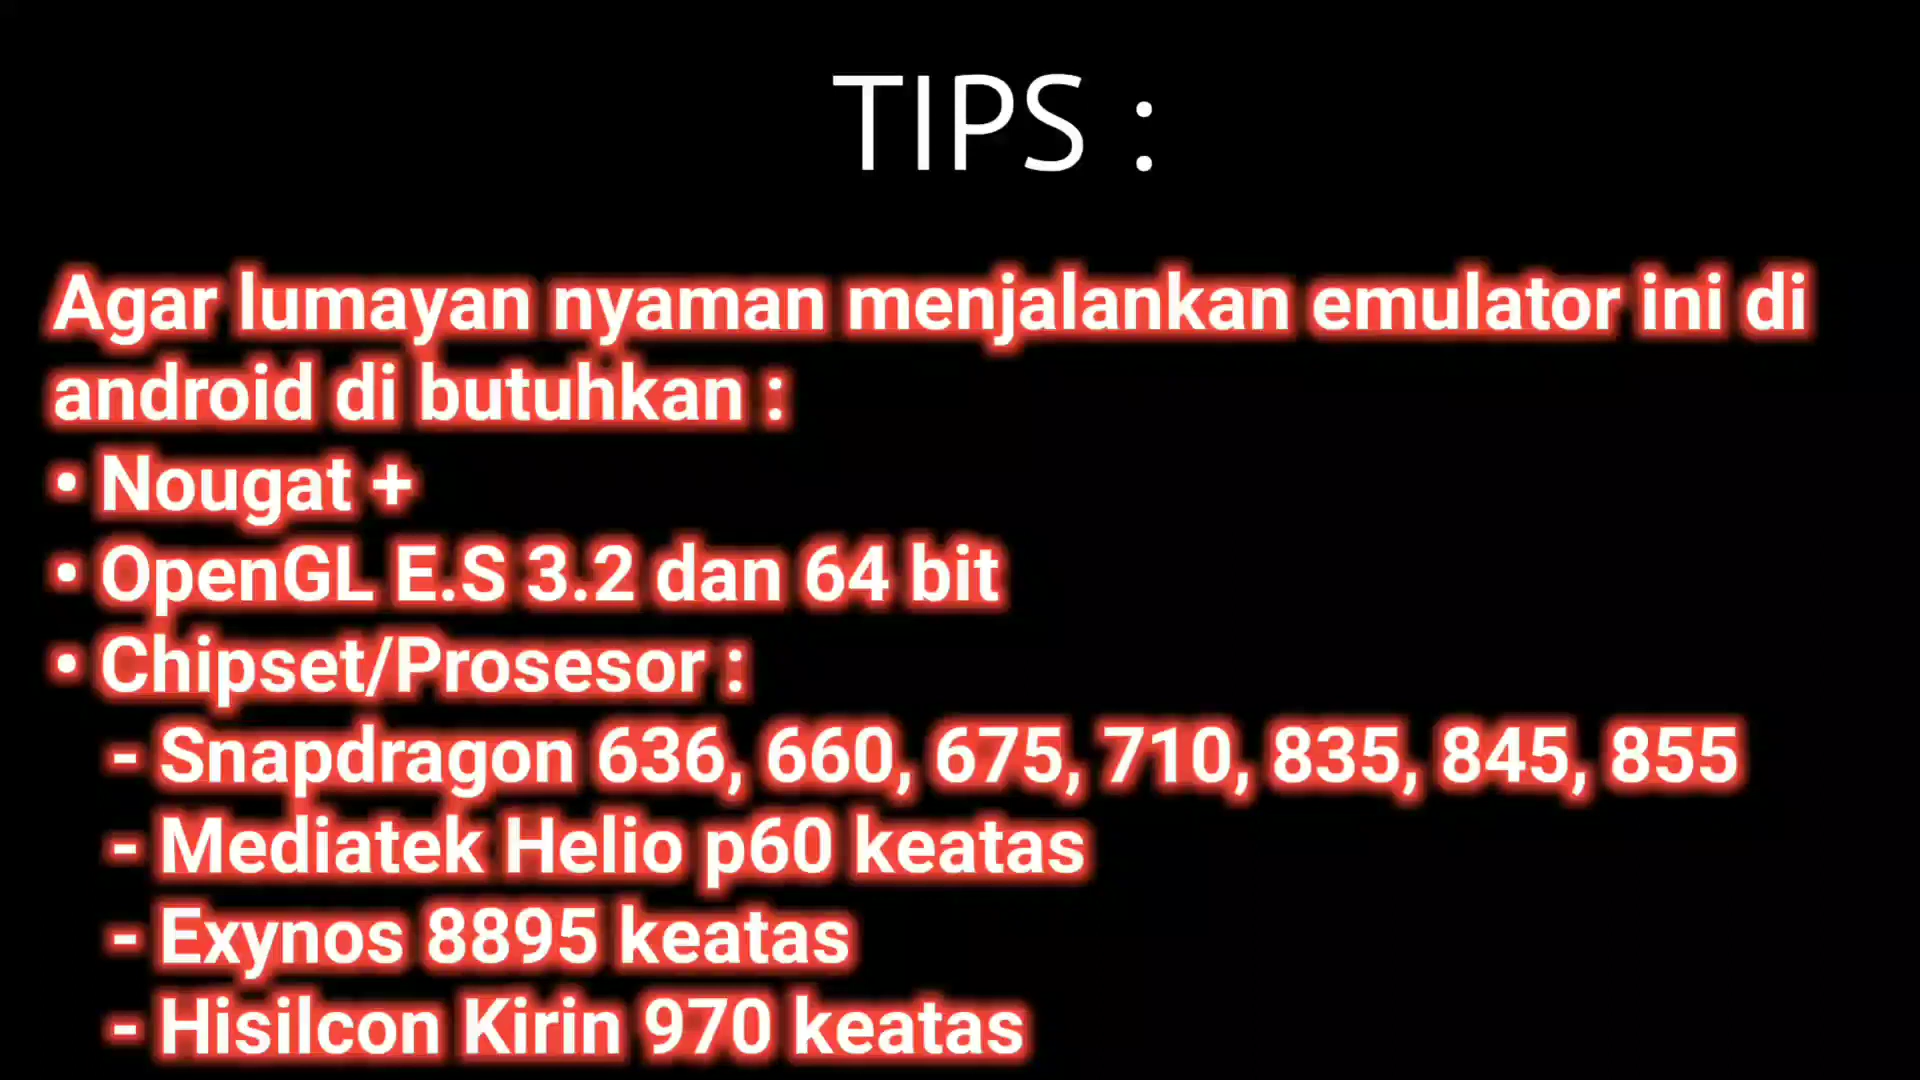 TIPS :
Agar lumayan nyaman menjalankan emulator ini di
android di butuhkan :
• Nougat +
• OpenGL E.S 3.2 dan 64 bit
• Chipset/Prosesor :
- Snapdragon 636, 660, 675, 710, 835, 845, 855
- Mediatek Helio p60 keatas
- Exynos 8895 keatas
- Hisilcon Kirin 970 keatas